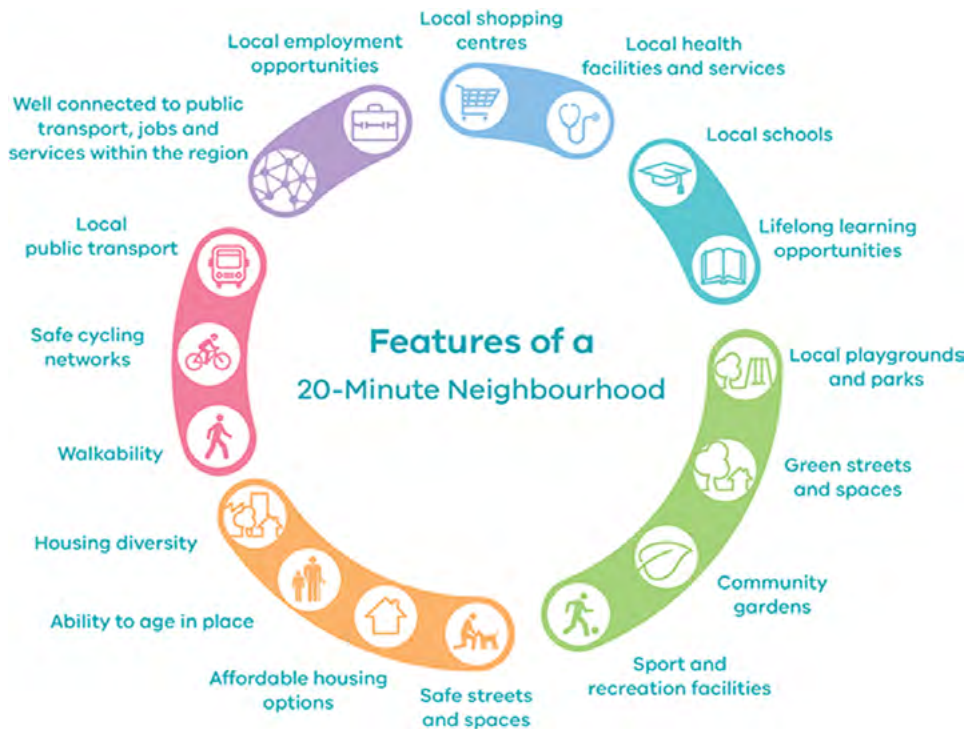 Features of a
20-Minute Neighbourhood
Local shopping
centres
Local health
facilities and services
Local schools
Lifelong learning
opportunities
Local playgrounds
and parks
Green streets
and spaces
Community
gardens
Sport and
recreation facilities
Safe streets
and spaces
Affordable housing
options
Ability to age in place
Housing diversity
Walkability
Safe cycling
networks
Local
public transport
Well connected to public
transport, jobs and
services within the region
Local employment
opportunities